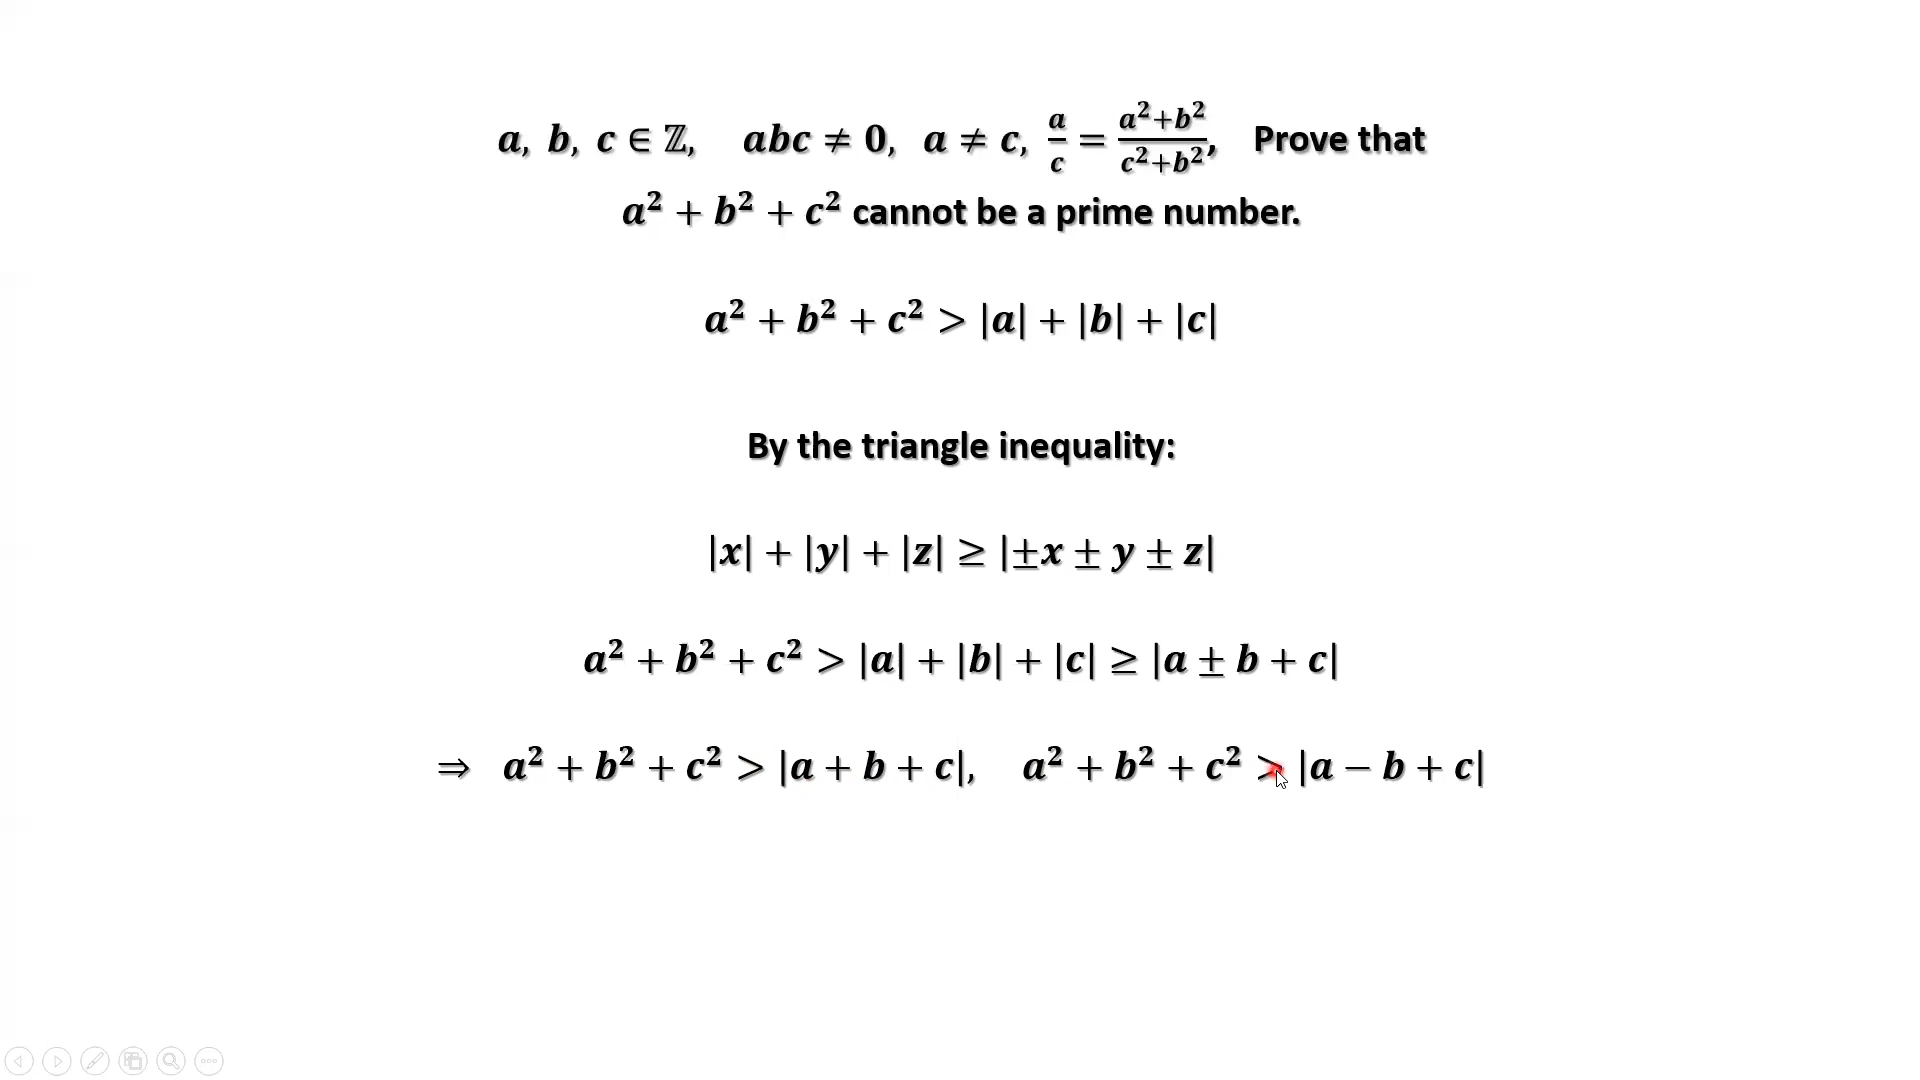 a, b, c ∈ ℤ, abc ≠ 0, a ≠ c, a/c = (a²+b²)/(c²+b²), Prove that
a² + b² + c² cannot be a prime number.
a² + b² + c² > |a| + |b| + |c|
By the triangle inequality:
|x| + |y| + |z| ≥ |±x ± y ± z|
a² + b² + c² > |a| + |b| + |c| ≥ |a ± b + c|
⇒ a² + b² + c² > |a + b + c|, a² + b² + c² > |a − b + c|